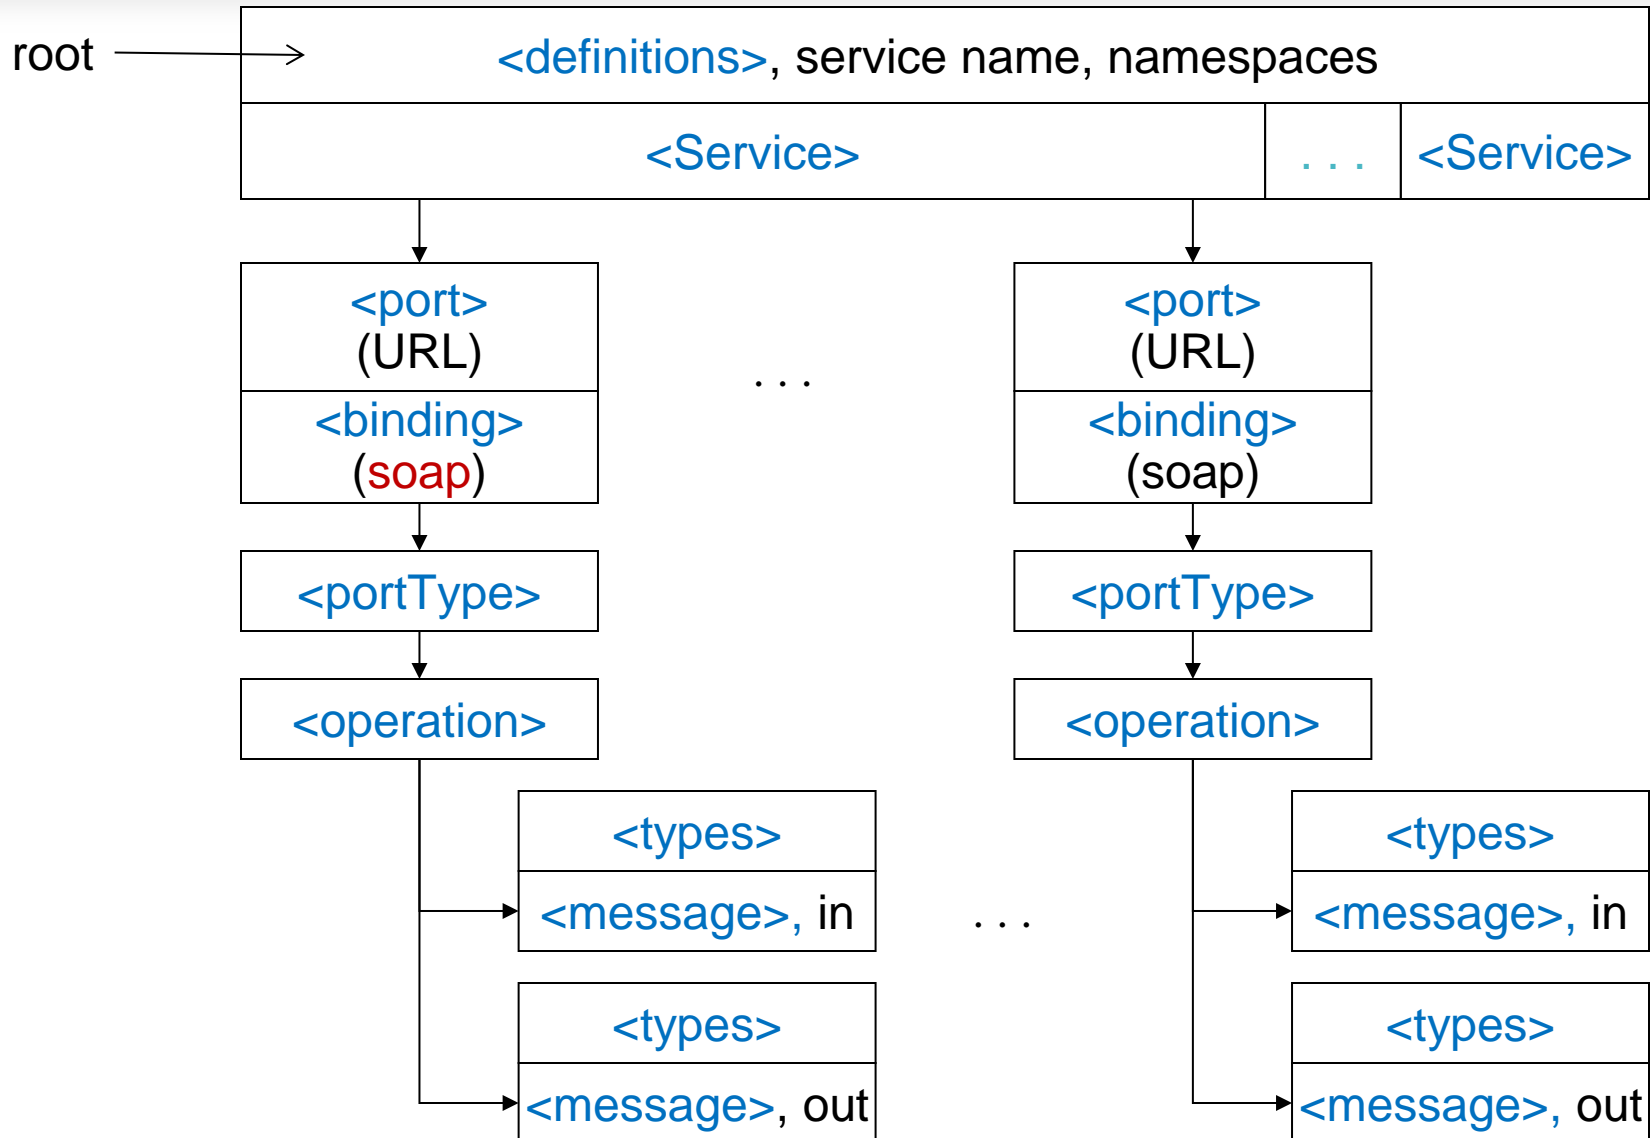 root
<definitions>, service name, namespaces
<Service>
. . .
<Service>
<port>
(URL)
<binding>
(soap)
. . .
<port>
(URL)
<binding>
(soap)
<portType>
<portType>
<operation>
<operation>
<types>
<message>, in
. . .
<types>
<message>, in
<types>
<message>, out
<types>
<message>, out